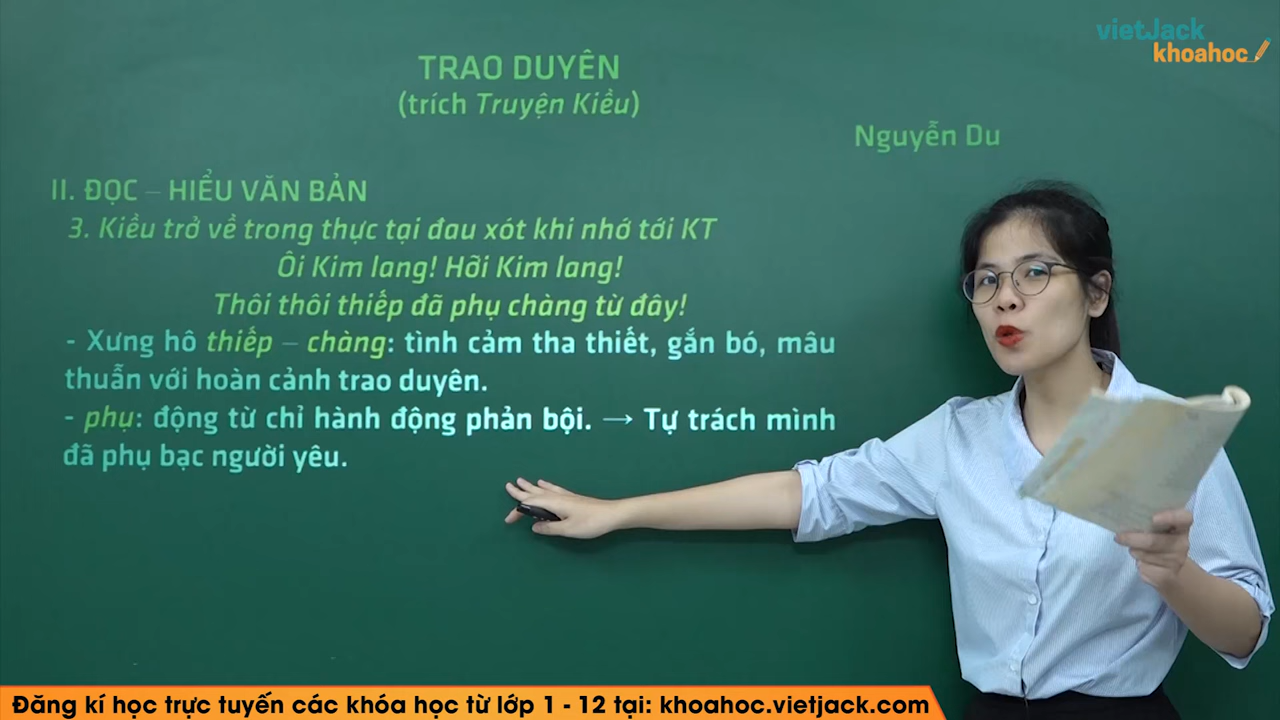 vietJack
khoahoc
TRAO DUYÊN
(trích Truyện Kiều)
Nguyễn Du
II. ĐỌC – HIỂU VĂN BẢN
3. Kiều trở về trong thực tại đau xót khi nhớ tới KT
Ôi Kim lang! Hỡi Kim lang!
Thôi thôi thiếp đã phụ chàng từ đây!
- Xưng hô thiếp – chàng: tình cảm tha thiết, gắn bó, mâu
thuẫn với hoàn cảnh trao duyên.
- phụ: động từ chỉ hành động phản bội. → Tự trách mình
đã phụ bạc người yêu.
Đăng kí học trực tuyến các khóa học từ lớp 1 - 12 tại: khoahoc.vietjack.com